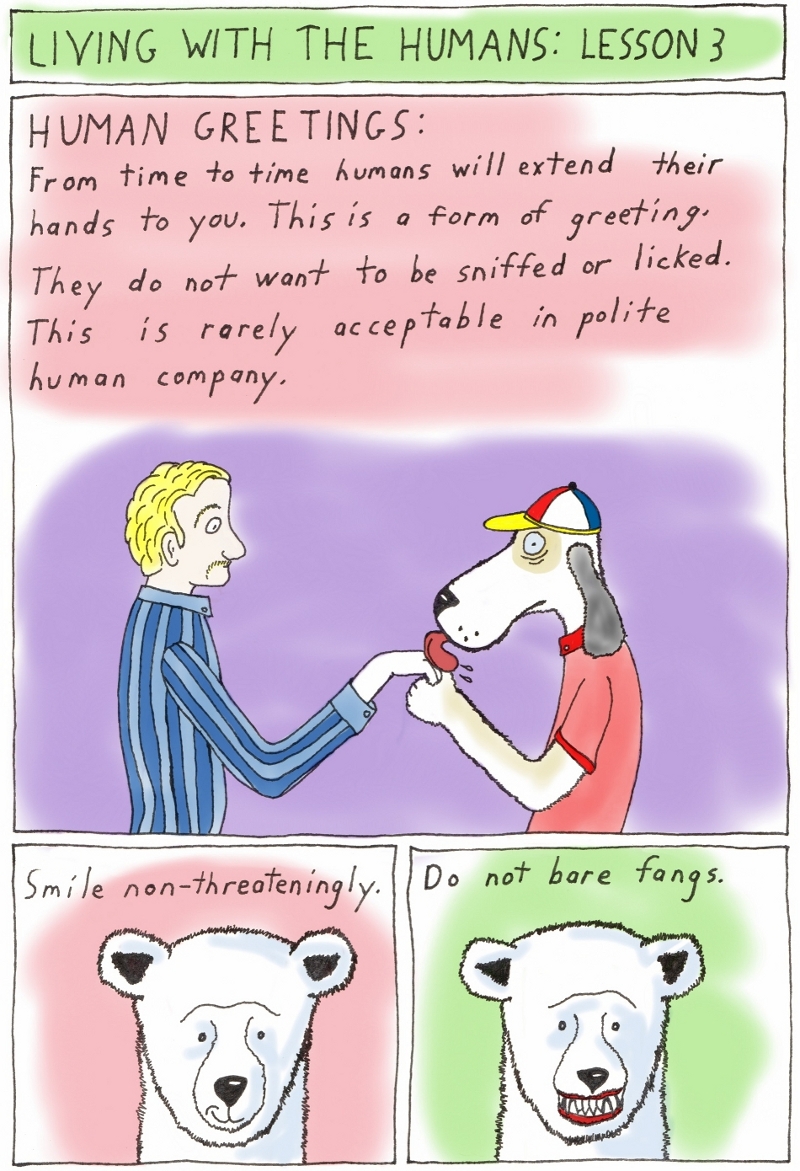 LIVING WITH THE HUMANS: LESSON 3
HUMAN GREETINGS:
From time to time humans will extend their
hands to you. This is a form of greeting.
They do not want to be sniffed or licked.
This is rarely acceptable in polite
human company.
Smile non-threateningly.
Do not bare fangs.